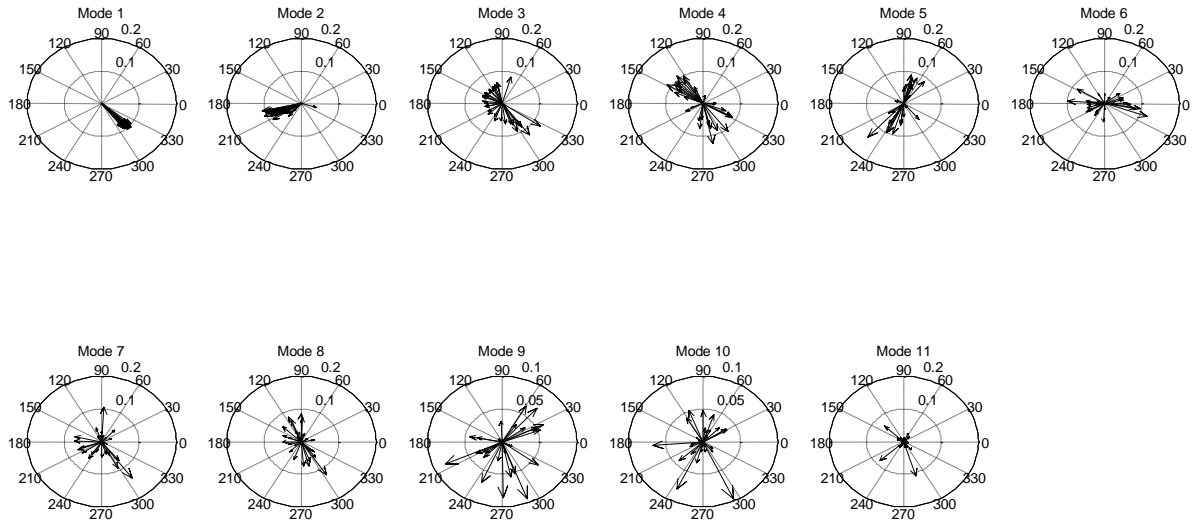 Mode 1 Mode 2 Mode 3 Mode 4 Mode 5 Mode 6
90 0.2 90 0.2 90 0.2 90 0.2 90 0.2 90 0.2
120 60 120 60 120 60 120 60 120 60 120 60
0.1 0.1 0.1 0.1 0.1 0.1
150 30 150 30 150 30 150 30 150 30 150 30
180 0 180 0 180 0 180 0 180 0 180 0
210 330 210 330 210 330 210 330 210 330 210 330
240 300 240 300 240 300 240 300 240 300 240 300
270 270 270 270 270 270
Mode 7 Mode 8 Mode 9 Mode 10 Mode 11
90 0.2 90 0.2 90 0.1 90 0.1 90 0.2
120 60 120 60 120 60 120 60 120 60
0.1 0.1 0.05 0.05 0.1
150 30 150 30 150 30 150 30 150 30
180 0 180 0 180 0 180 0 180 0
210 330 210 330 210 330 210 330 210 330
240 300 240 300 240 300 240 300 240 300
270 270 270 270 270